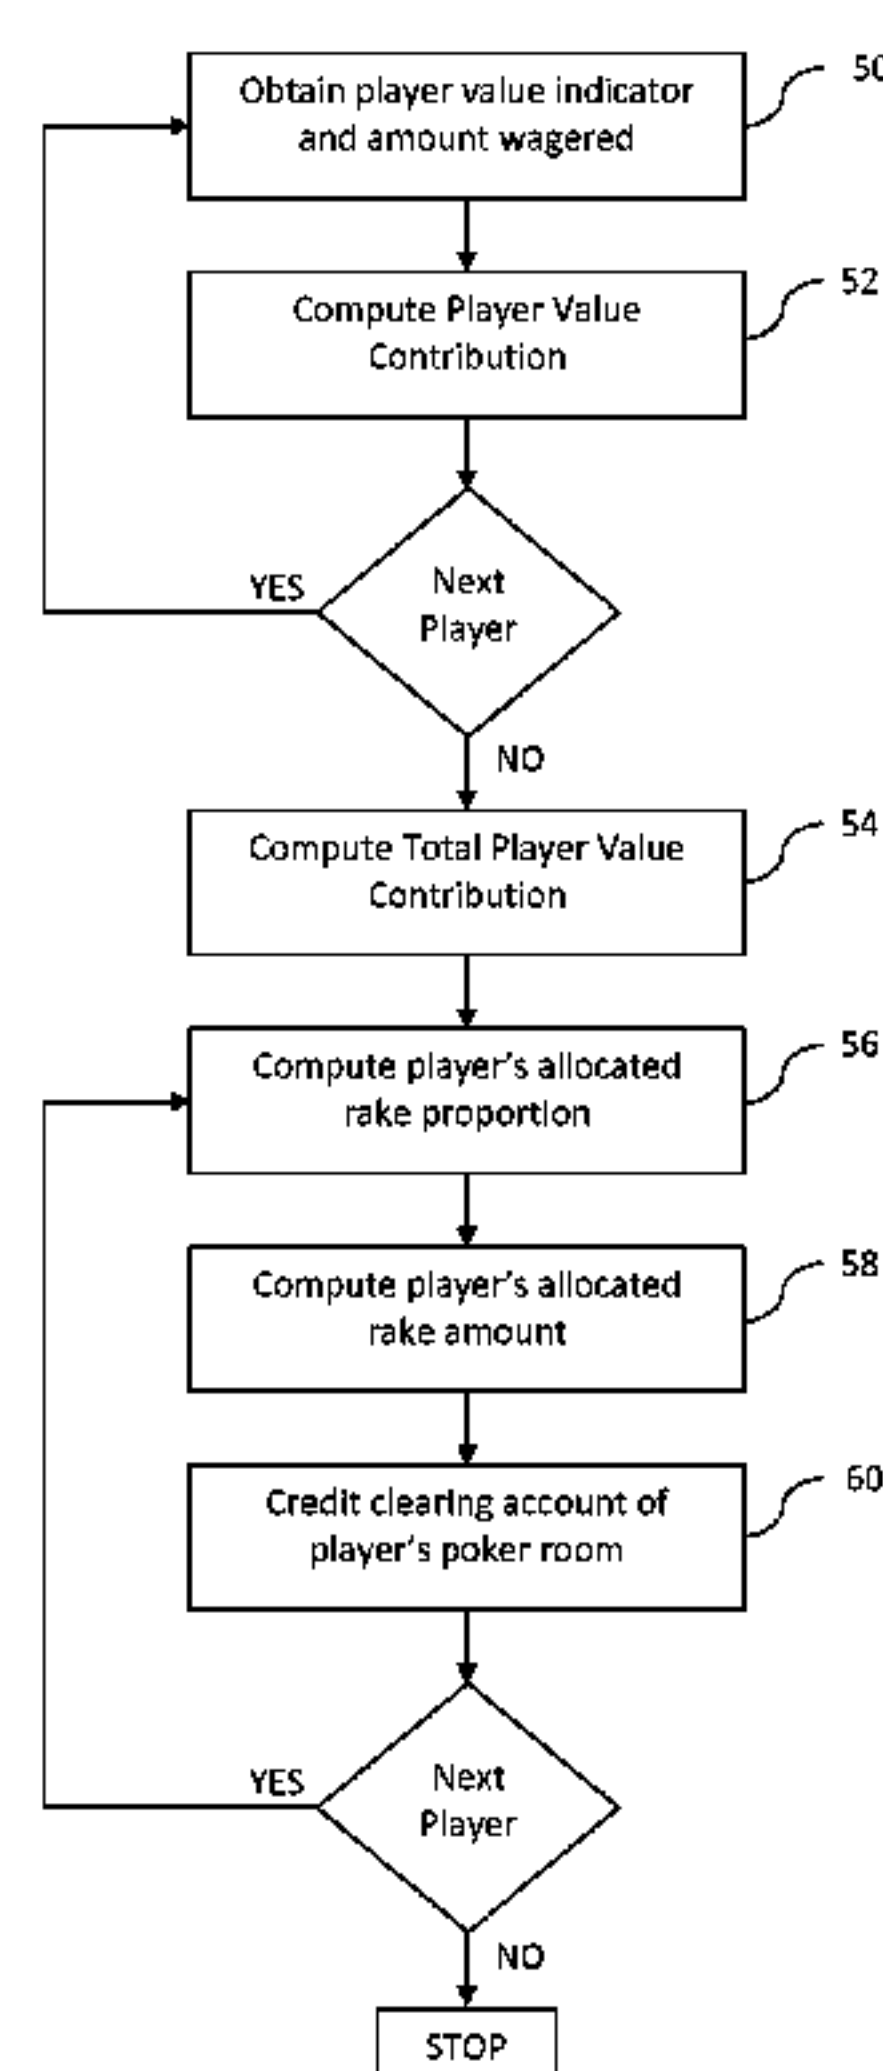 Obtain player value indicator
and amount wagered
50
Compute Player Value
Contribution
52
Next
Player
YES
NO
Compute Total Player Value
Contribution
54
Compute player's allocated
rake proportion
56
Compute player's allocated
rake amount
58
Credit clearing account of
player's poker room
60
Next
Player
YES
NO
STOP